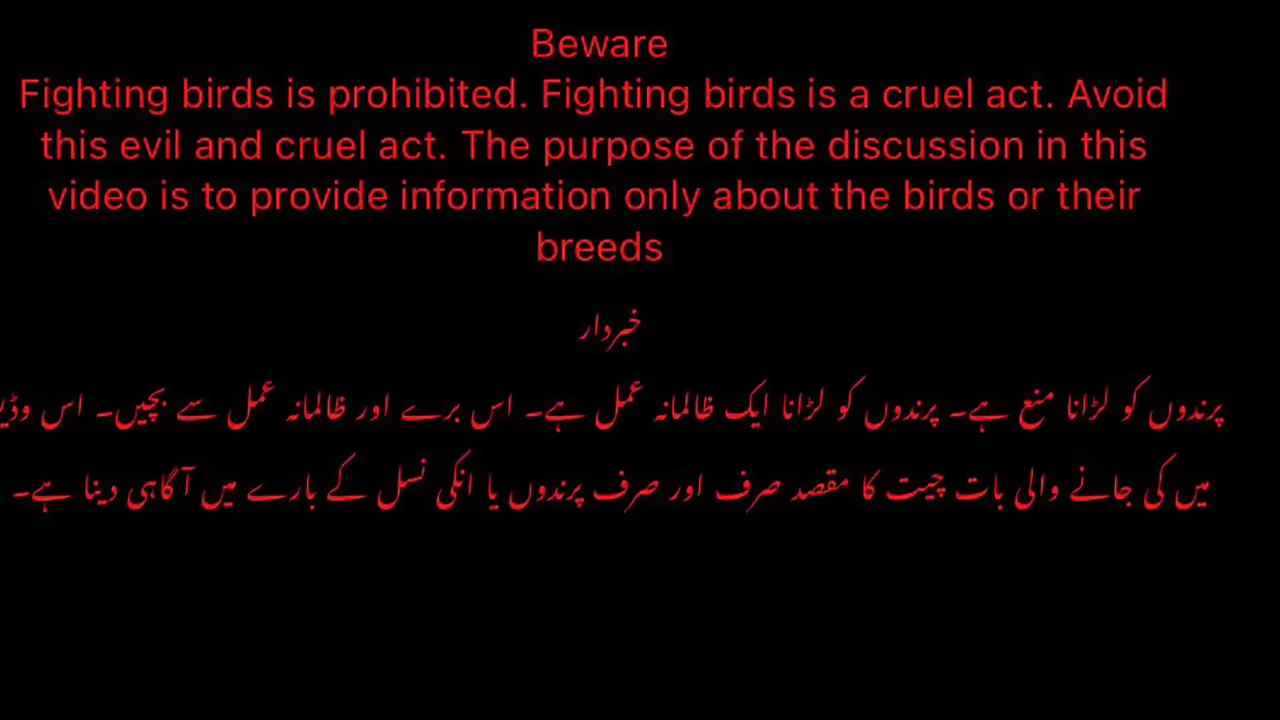 Beware
Fighting birds is prohibited. Fighting birds is a cruel act. Avoid
this evil and cruel act. The purpose of the discussion in this
video is to provide information only about the birds or their
breeds
خبردار
پرندوں کو لڑانا منع ہے۔ پرندوں کو لڑانا ایک ظالمانہ عمل ہے۔ اس برے اور ظالمانہ عمل سے بچیں۔ اس
میں کی جانے والی بات چیت کا مقصد صرف اور صرف پرندوں یا انکی نسل کے بارے میں آگاہی دینا ہے۔